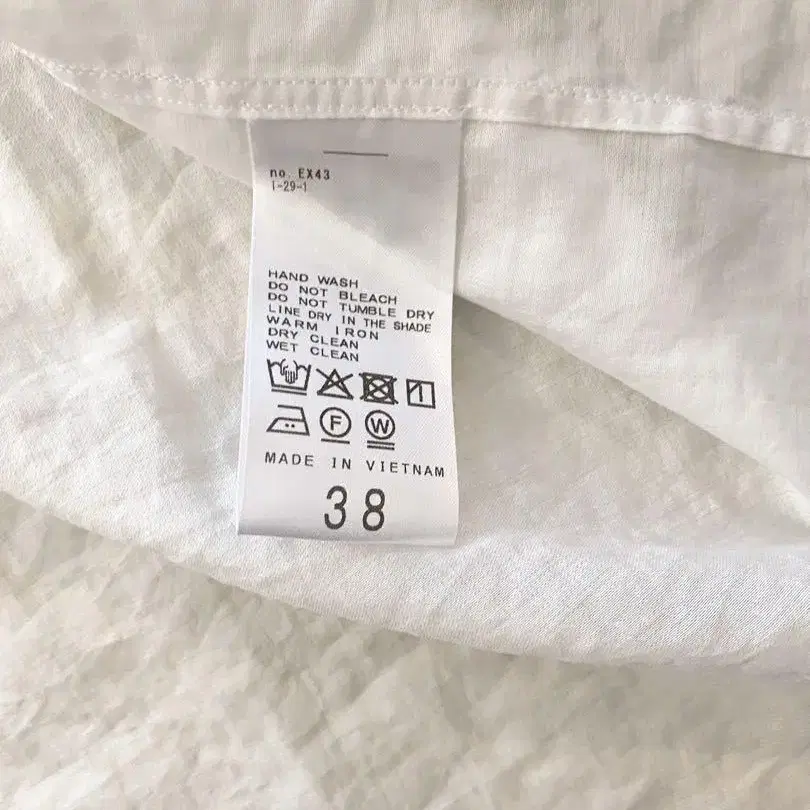 no. EX43
1-29-1
HAND WASH
DO NOT BLEACH
DO NOT TUMBLE DRY
LINE DRY IN THE SHADE
WARM IRON
DRY CLEAN
WET CLEAN
F W
MADE IN VIETNAM
38